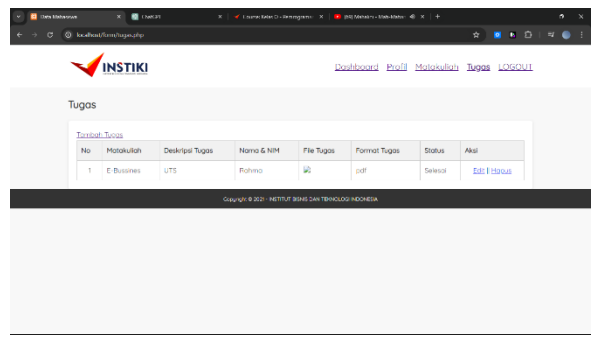 Data Mahasiswa
ChatGPT
localhost/form/tugas.php
INSTIKI
Dashboard Profil Matakuliah Tugas LOGOUT
Tugas
Tambah Tugas
No Matakuliah Deskripsi Tugas Nama & NIM File Tugas Format Tugas Status Aksi
1 E-Bussines UTS Rahma pdf Selesai Edit || Hapus
Copyright © 2021 - INSTITUT BISNIS DAN TEKNOLOGI INDONESIA